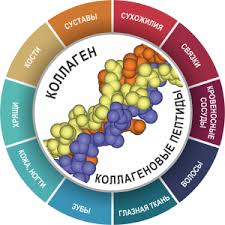 СУСТАВЫ
СУХОЖИЛИЯ
СВЯЗКИ
КРОВЕНОСНЫЕ
СОСУДЫ
ВОЛОСЫ
ГЛАЗНАЯ ТКАНЬ
ЗУБЫ
КОЖА, НОГТИ
ХРЯЩИ
КОСТИ
КОЛЛАГЕН
КОЛЛАГЕНОВЫЕ ПЕПТИДЫ